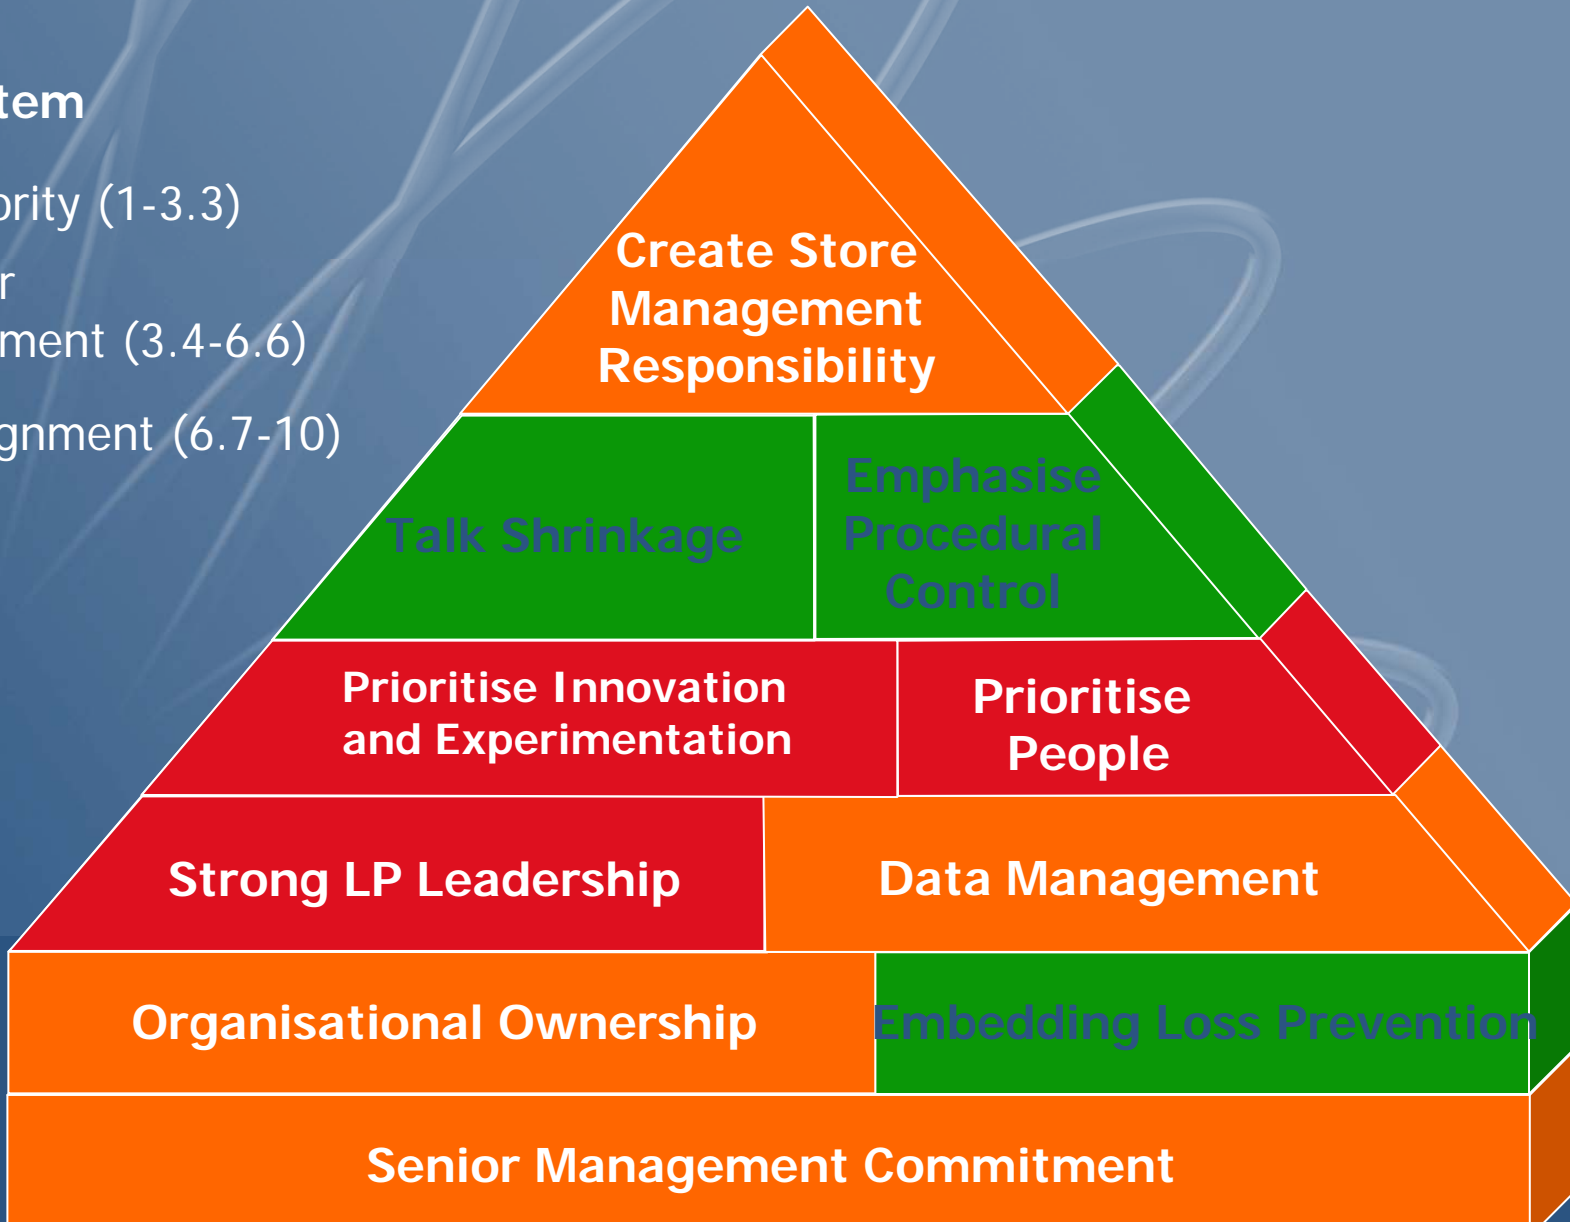 tem
ority (1-3.3)
r
ment (3.4-6.6)
gnment (6.7-10)
Create Store
Management
Responsibility
Talk Shrinkage
Emphasise
Procedural
Control
Prioritise Innovation
and Experimentation
Prioritise
People
Strong LP Leadership
Data Management
Organisational Ownership
Embedding Loss Prevention
Senior Management Commitment